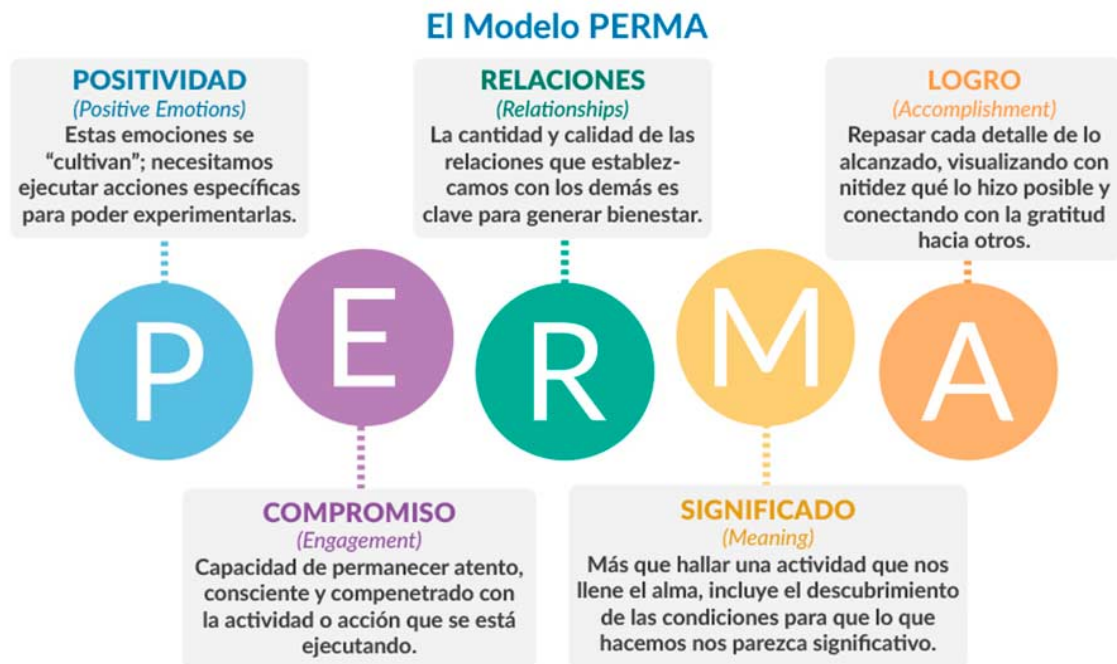 El Modelo PERMA
POSITIVIDAD
(Positive Emotions)
Estas emociones se
“cultivan”; necesitamos
ejecutar acciones específicas
para poder experimentarlas.
RELACIONES
(Relationships)
La cantidad y calidad de las
relaciones que establez-
camos con los demás es
clave para generar bienestar.
LOGRO
(Accomplishment)
Repasar cada detalle de lo
alcanzado, visualizando con
nitidez qué lo hizo posible y
conectando con la gratitud
hacia otros.
P E R M A
COMPROMISO
(Engagement)
Capacidad de permanecer atento,
consciente y compenetrado con
la actividad o acción que se está
ejecutando.
SIGNIFICADO
(Meaning)
Más que hallar una actividad que nos
llene el alma, incluye el descubrimiento
de las condiciones para que lo que
hacemos nos parezca significativo.